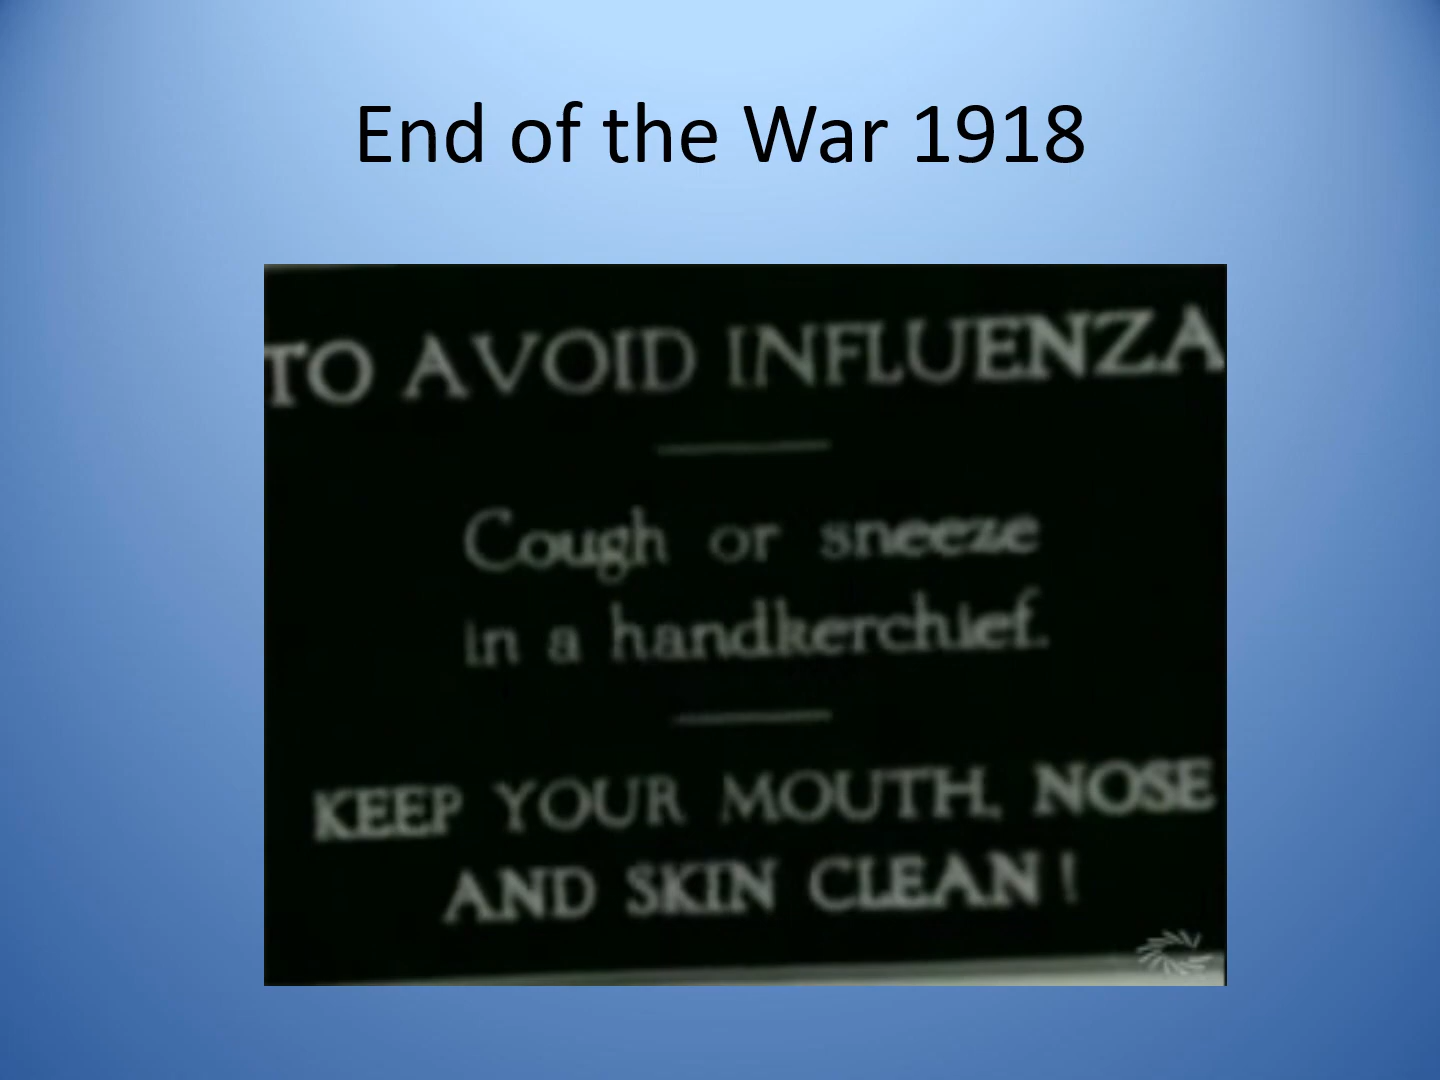 End of the War 1918
TO AVOID INFLUENZA
Cough or sneeze
in a handkerchief.
KEEP YOUR MOUTH, NOSE
AND SKIN CLEAN!